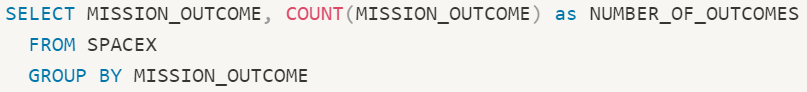 SELECT MISSION_OUTCOME, COUNT(MISSION_OUTCOME) as NUMBER_OF_OUTCOMES
FROM SPACEX
GROUP BY MISSION_OUTCOME